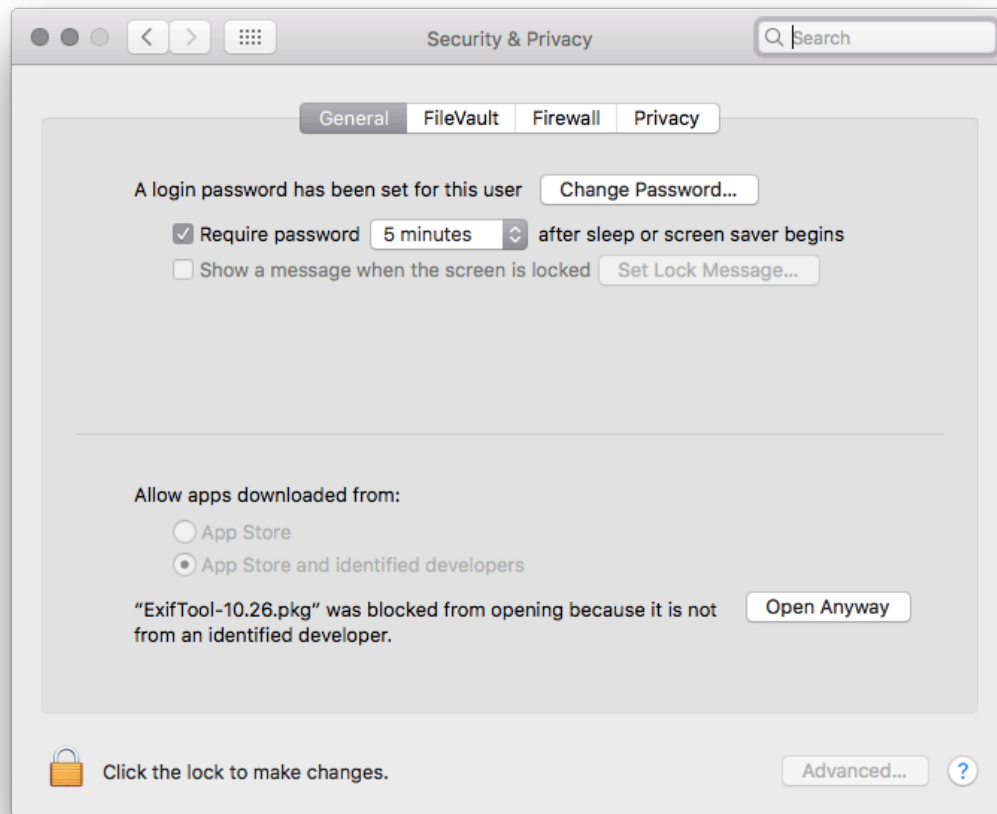 Security & Privacy
Search
General
FileVault
Firewall
Privacy
A login password has been set for this user
Change Password...
Require password
5 minutes
after sleep or screen saver begins
Show a message when the screen is locked
Set Lock Message...
Allow apps downloaded from:
App Store
App Store and identified developers
“ExifTool-10.26.pkg” was blocked from opening because it is not
from an identified developer.
Open Anyway
Click the lock to make changes.
Advanced...
?